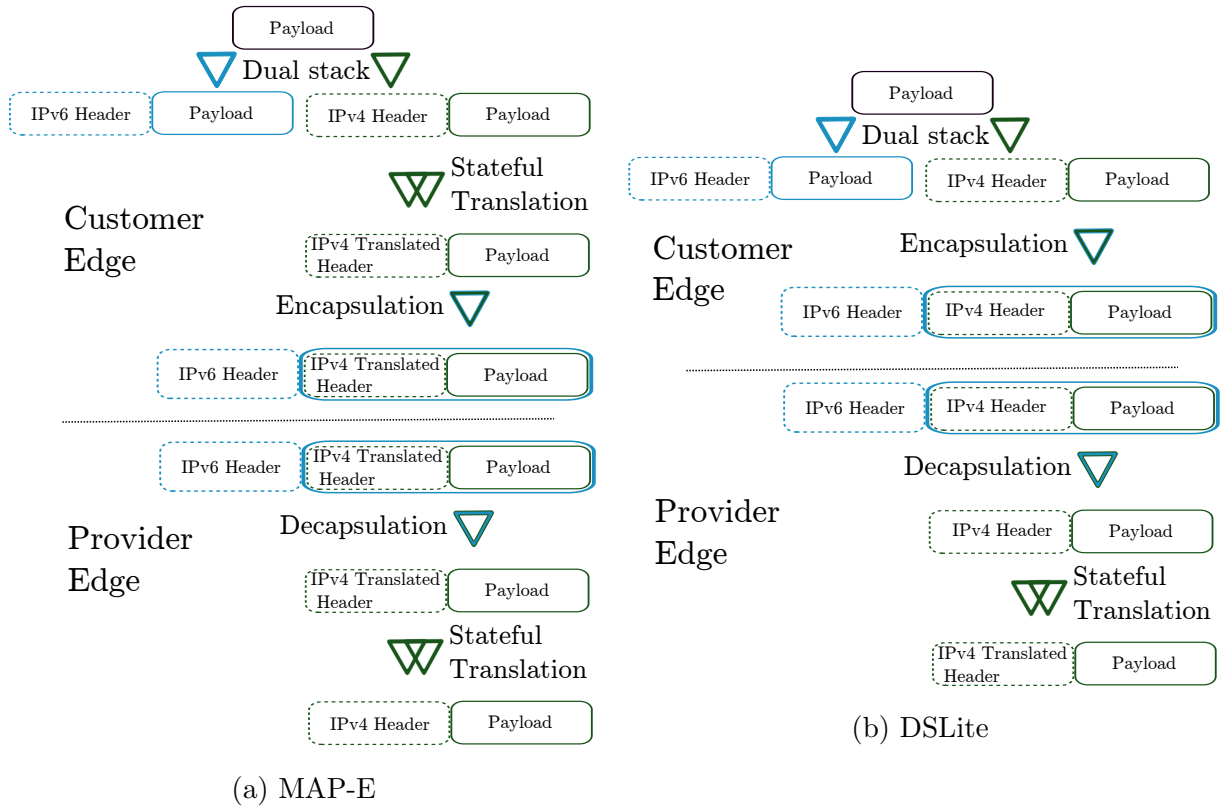 Payload
Dual stack
IPv6 Header
Payload
IPv4 Header
Payload
Stateful
Translation
Customer
Edge
IPv4 Translated
Header
Payload
Encapsulation
IPv6 Header
IPv4 Translated
Header
Payload
IPv6 Header
IPv4 Translated
Header
Payload
Provider
Edge
Decapsulation
IPv4 Translated
Header
Payload
Stateful
Translation
IPv4 Header
Payload
(a) MAP-E
Payload
Dual stack
IPv6 Header
Payload
IPv4 Header
Payload
Customer
Edge
Encapsulation
IPv6 Header
IPv4 Header
Payload
IPv6 Header
IPv4 Header
Payload
Decapsulation
Provider
Edge
IPv4 Header
Payload
Stateful
Translation
IPv4 Translated
Header
Payload
(b) DSLite